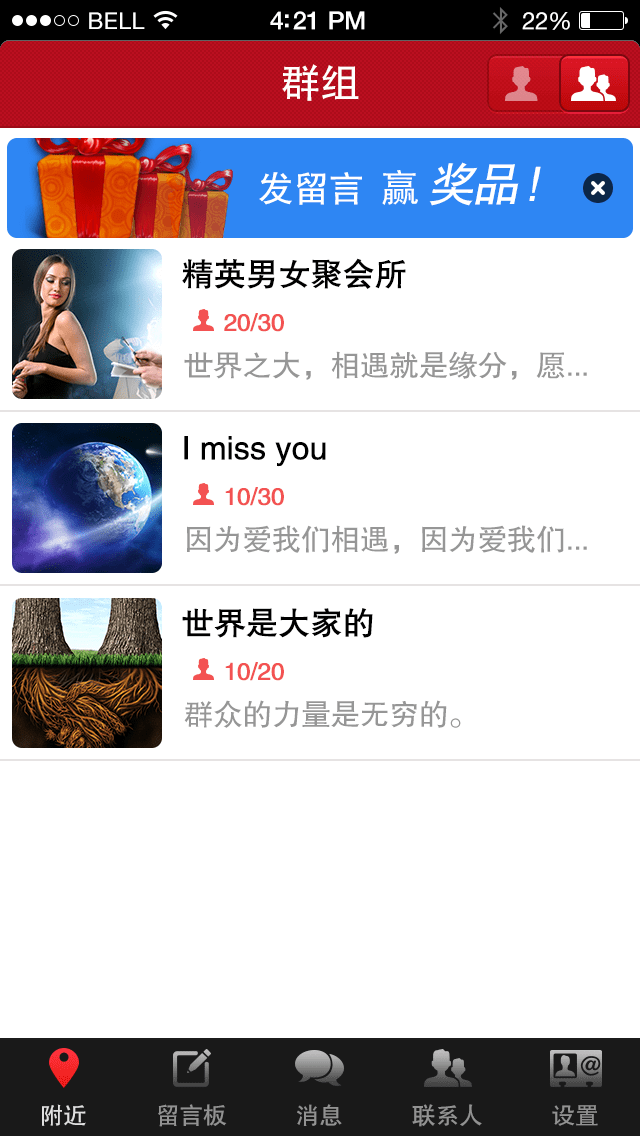 BELL 4:21 PM 22%
群组
发留言 赢 奖品！
精英男女聚会所
20/30
世界之大，相遇就是缘分，愿...
I miss you
10/30
因为爱我们相遇，因为爱我们...
世界是大家的
10/20
群众的力量是无穷的。
附近 留言板 消息 联系人 设置